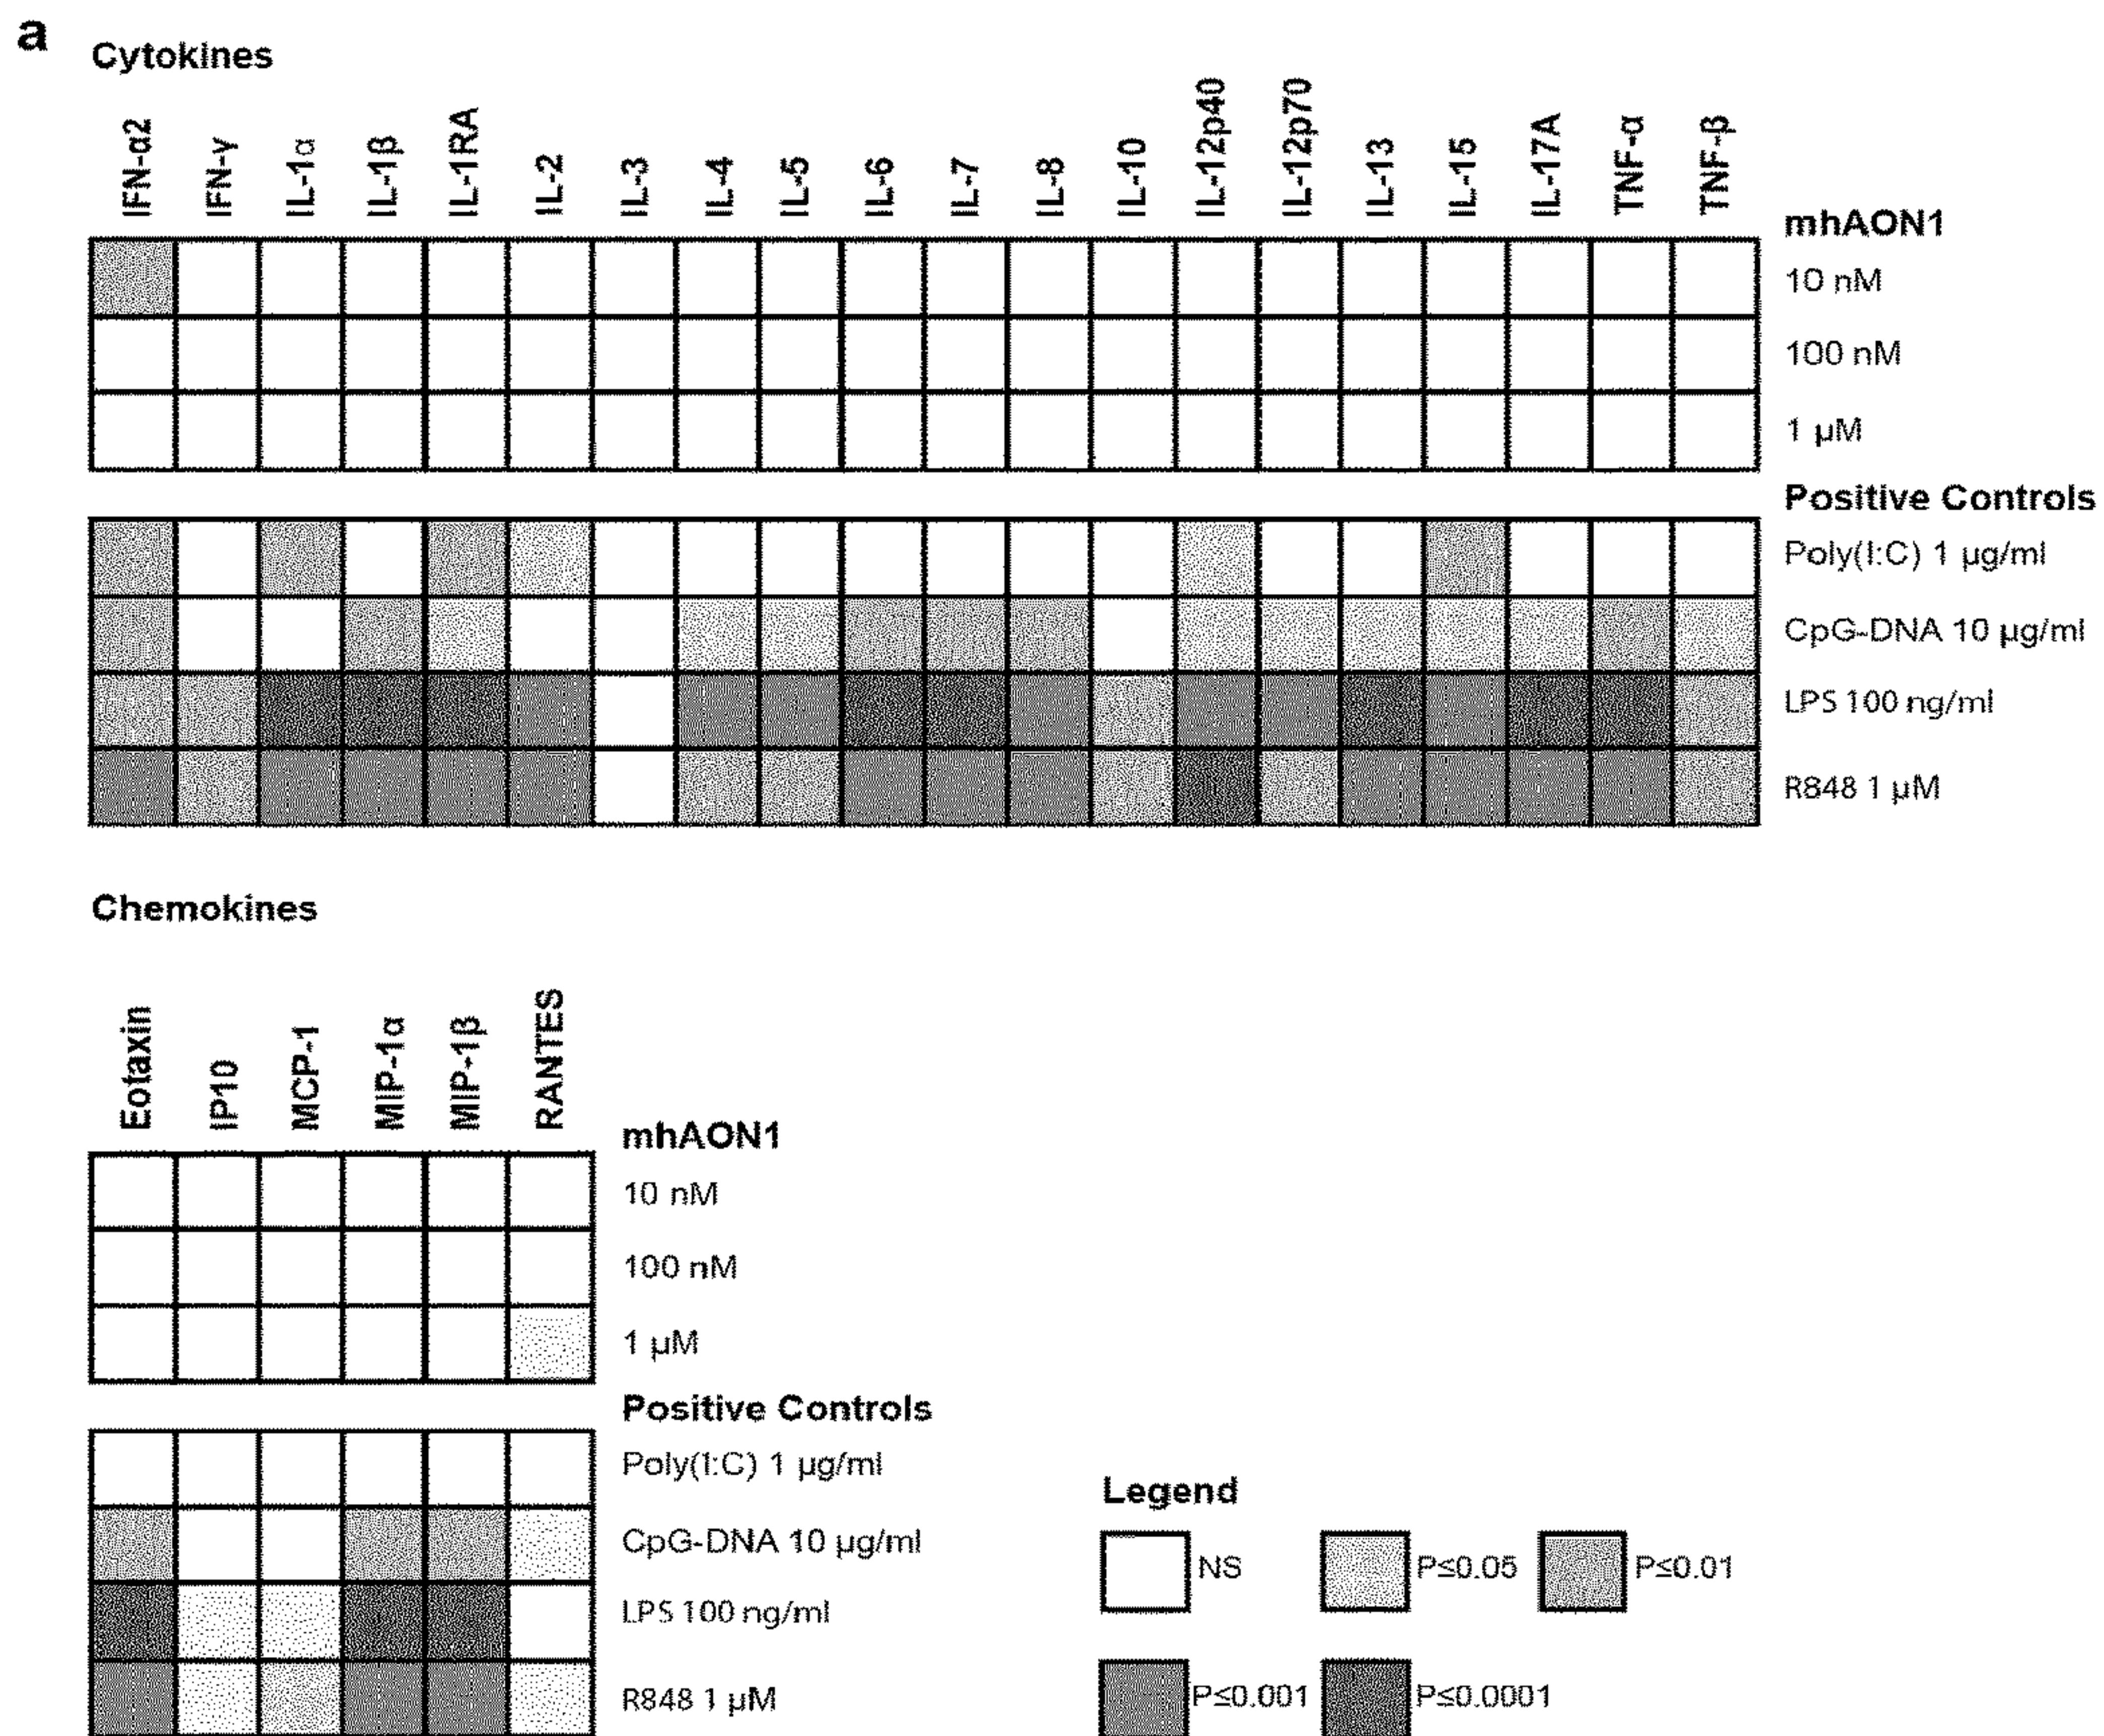 a
Cytokines
IFN-α2 IFN-γ IL-1α IL-1β IL-1RA IL-2 IL-3 IL-4 IL-5 IL-6 IL-7 IL-8 IL-10 IL-12p40 IL-12p70 IL-13 IL-15 IL-17A TNF-α TNF-β
mhAON1
10 nM
100 nM
1 µM
Positive Controls
Poly(I:C) 1 µg/ml
CpG-DNA 10 µg/ml
LPS 100 ng/ml
R848 1 µM
Chemokines
Eotaxin IP10 MCP-1 MIP-1α MIP-1β RANTES
mhAON1
10 nM
100 nM
1 µM
Positive Controls
Poly(I:C) 1 µg/ml
CpG-DNA 10 µg/ml
LPS 100 ng/ml
R848 1 µM
Legend
NS P≤0.05 P≤0.01
P≤0.001 P≤0.0001